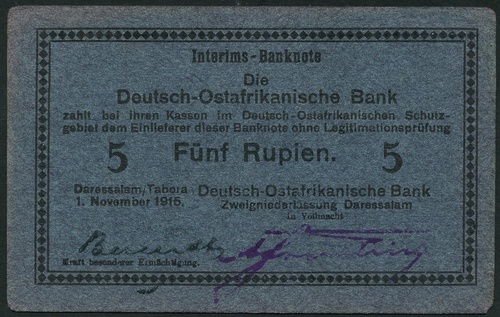 Interims-Banknote
Die
Deutsch-Ostafrikanische Bank
zahlt bei ihren Kassen im Deutsch-Ostafrikanischen Schutz-
gebiet dem Einlieferer dieser Banknote ohne Legitimationsprüfung
5 Fünf Rupien. 5
Daressalam/Tabora Deutsch-Ostafrikanische Bank
1. November 1915. Zweigniederlassung Daressalam
In Vollmacht
Kraft besonderer Ermächtigung.